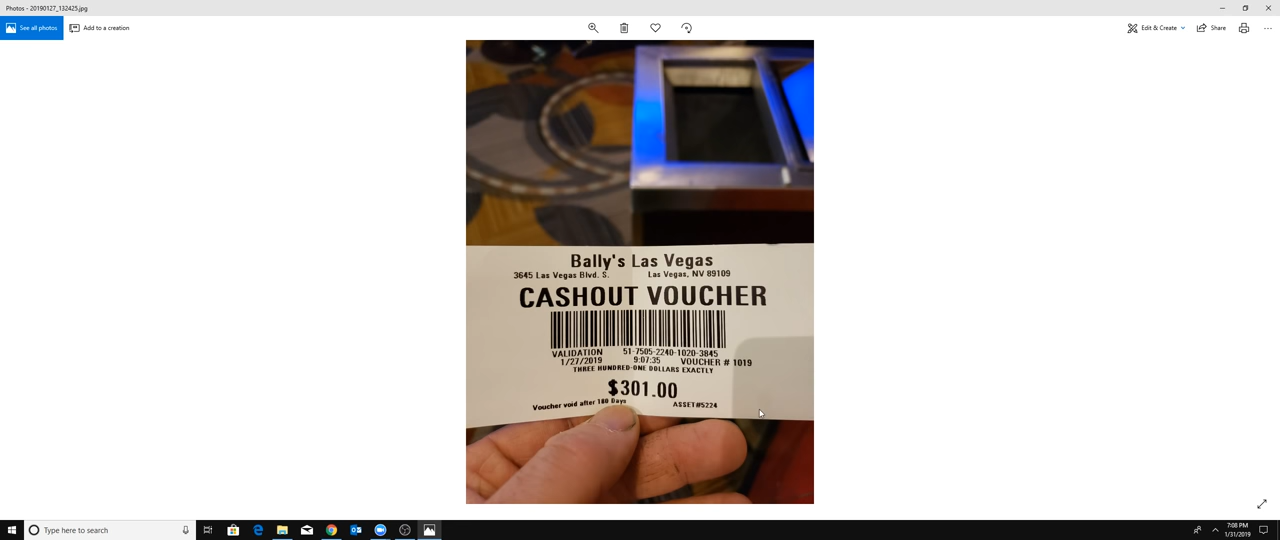 Photos - 20190127_132425.jpg
See all photos
Add to a creation
Edit & Create
Share
Bally's Las Vegas
3645 Las Vegas Blvd. S. Las Vegas, NV 89109
CASHOUT VOUCHER
VALIDATION 51-7505-2240-1020-3845
1/27/2019 9:07:35 VOUCHER # 1019
THREE HUNDRED-ONE DOLLARS EXACTLY
$301.00
Voucher void after 180 Days ASSET#5224
Type here to search
7:08 PM
1/31/2019